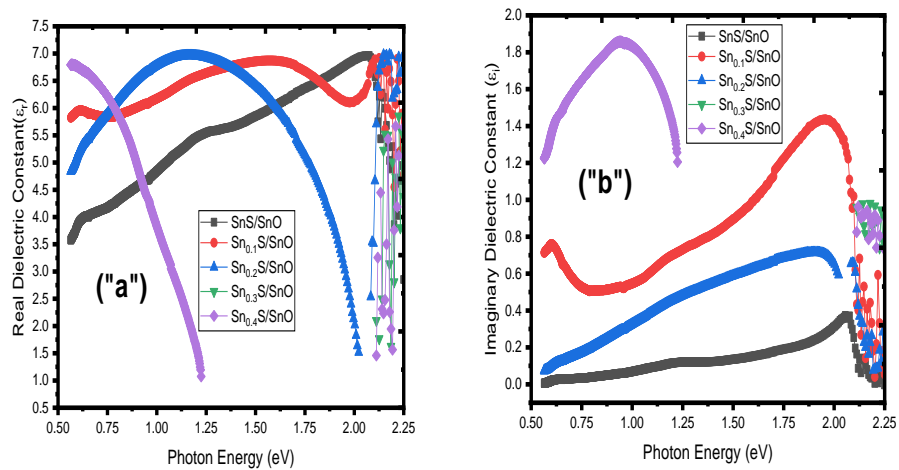 7.5
7.0
6.5
6.0
5.5
5.0
4.5
4.0
3.5
3.0
2.5
2.0
1.5
1.0
0.5
Real Dielectric Constant(εr)
("a")
SnS/SnO
Sn0.1S/SnO
Sn0.2S/SnO
Sn0.3S/SnO
Sn0.4S/SnO
0.50 0.75 1.00 1.25 1.50 1.75 2.00 2.25
Photon Energy (eV)
2.0
1.8
1.6
1.4
1.2
1.0
0.8
0.6
0.4
0.2
0.0
Imaginary Dielectric Constant (εi)
("b")
SnS/SnO
Sn0.1S/SnO
Sn0.2S/SnO
Sn0.3S/SnO
Sn0.4S/SnO
0.50 0.75 1.00 1.25 1.50 1.75 2.00 2.25
Photon Energy (eV)